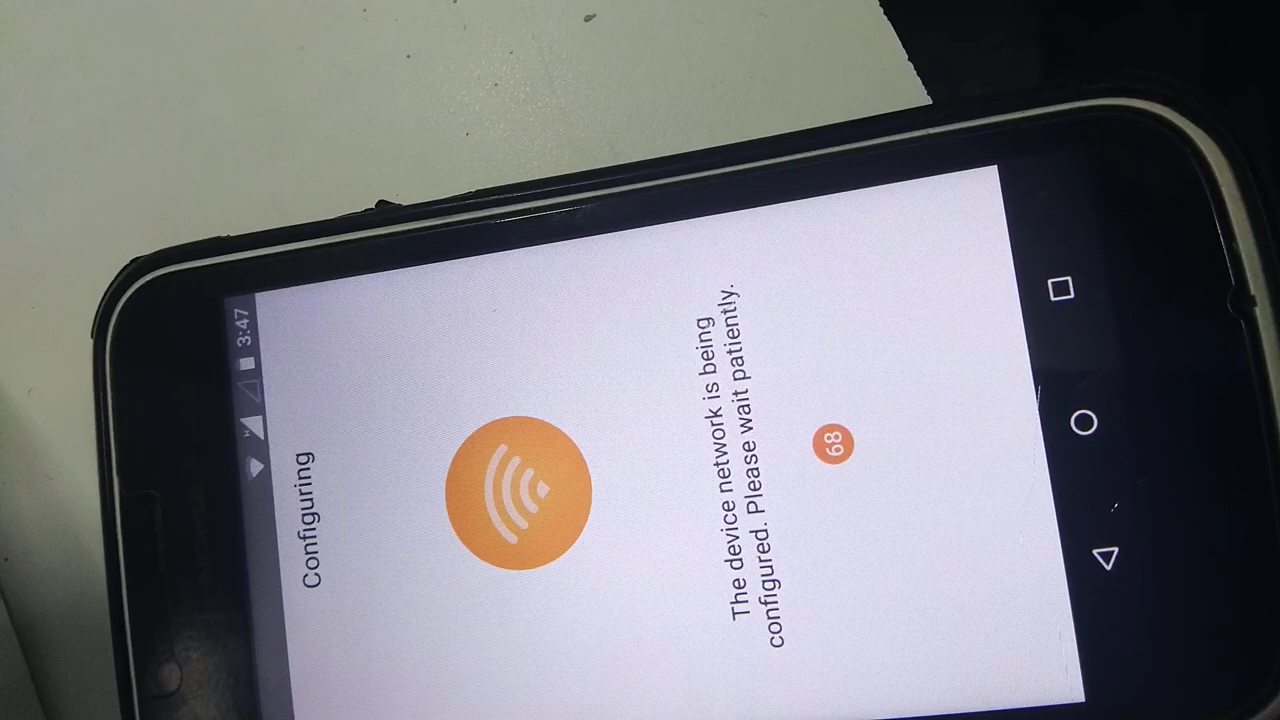 3:47
Configuring
The device network is being
configured. Please wait patiently.
68